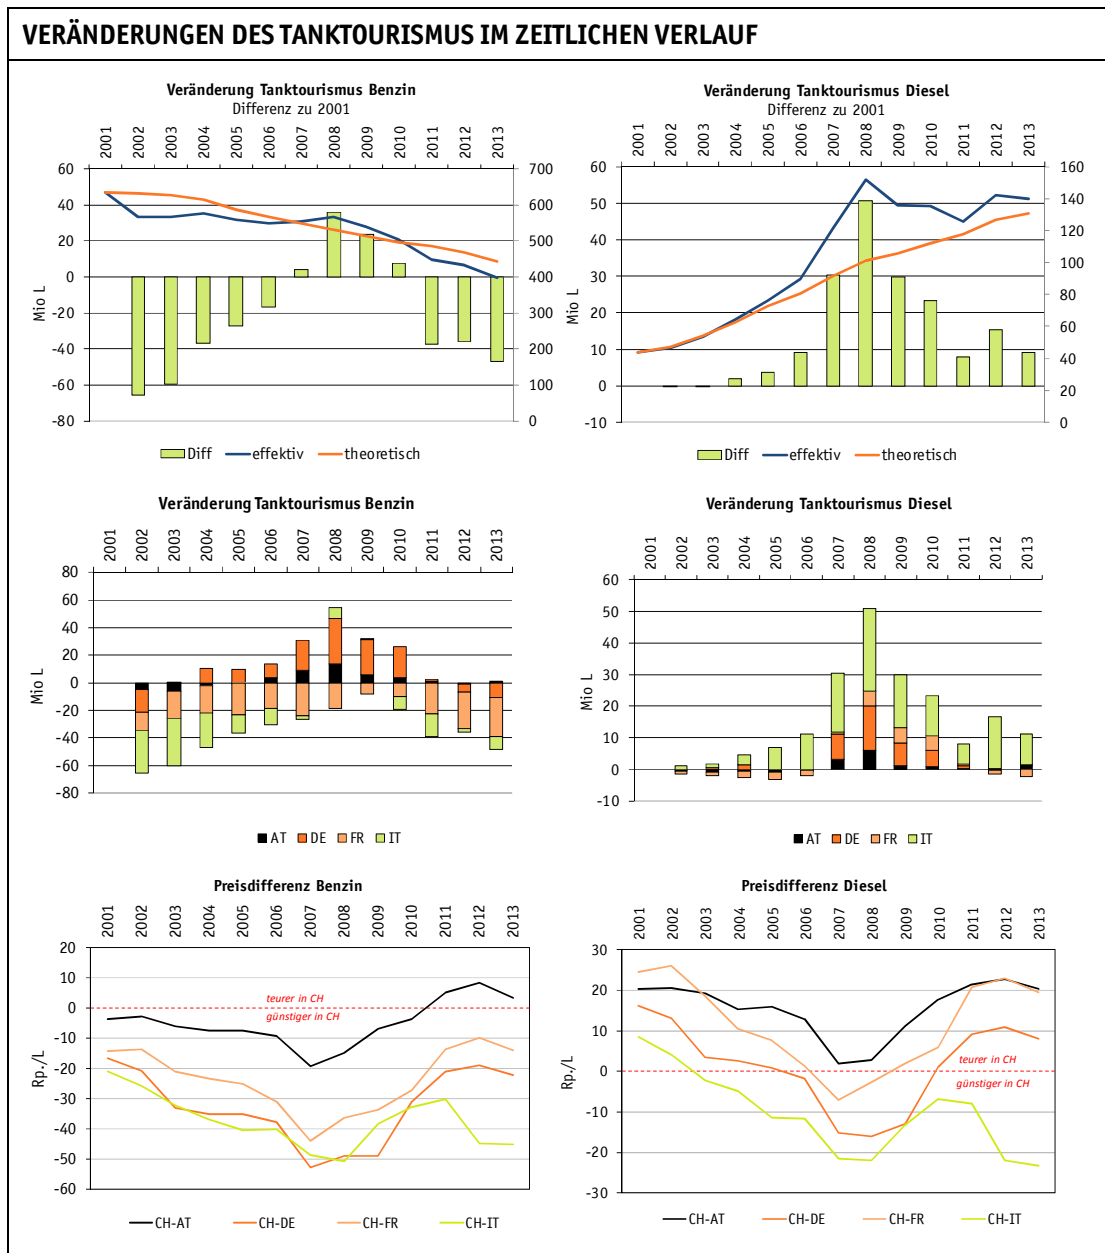 VERÄNDERUNGEN DES TANKTOURISMUS IM ZEITLICHEN VERLAUF
Veränderung Tanktourismus Benzin
Differenz zu 2001
2001 2002 2003 2004 2005 2006 2007 2008 2009 2010 2011 2012 2013
60 700
40 600
20 500
0 400
-20 300
-40 200
-60 100
-80 0
Mio L
Diff effektiv theoretisch
Veränderung Tanktourismus Diesel
Differenz zu 2001
2001 2002 2003 2004 2005 2006 2007 2008 2009 2010 2011 2012 2013
60 160
50 140
40 120
30 100
20 80
10 60
0 40
-10 20
0
Mio L
Diff effektiv theoretisch
Veränderung Tanktourismus Benzin
2001 2002 2003 2004 2005 2006 2007 2008 2009 2010 2011 2012 2013
80
60
40
20
0
-20
-40
-60
-80
Mio L
AT DE FR IT
Veränderung Tanktourismus Diesel
2001 2002 2003 2004 2005 2006 2007 2008 2009 2010 2011 2012 2013
60
50
40
30
20
10
0
-10
Mio L
AT DE FR IT
Preisdifferenz Benzin
2001 2002 2003 2004 2005 2006 2007 2008 2009 2010 2011 2012 2013
20
10
0
-10
-20
-30
-40
-50
-60
Rp./L
teurer in CH
günstiger in CH
CH-AT CH-DE CH-FR CH-IT
Preisdifferenz Diesel
2001 2002 2003 2004 2005 2006 2007 2008 2009 2010 2011 2012 2013
30
20
10
0
-10
-20
-30
teurer in CH
günstiger in CH
CH-AT CH-DE CH-FR CH-IT